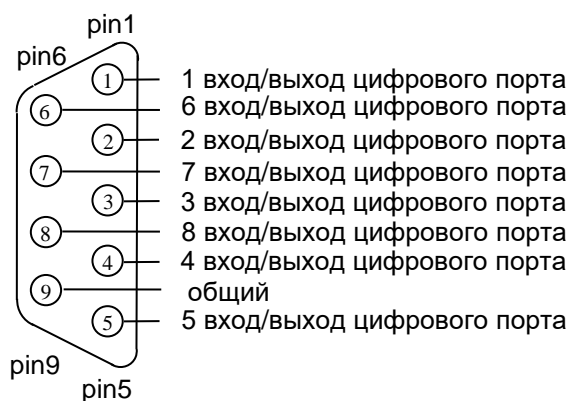 pin1
pin6
1 1 вход/выход цифрового порта
6 6 вход/выход цифрового порта
2 2 вход/выход цифрового порта
7 7 вход/выход цифрового порта
3 3 вход/выход цифрового порта
8 8 вход/выход цифрового порта
4 4 вход/выход цифрового порта
9 общий
5 5 вход/выход цифрового порта
pin9
pin5